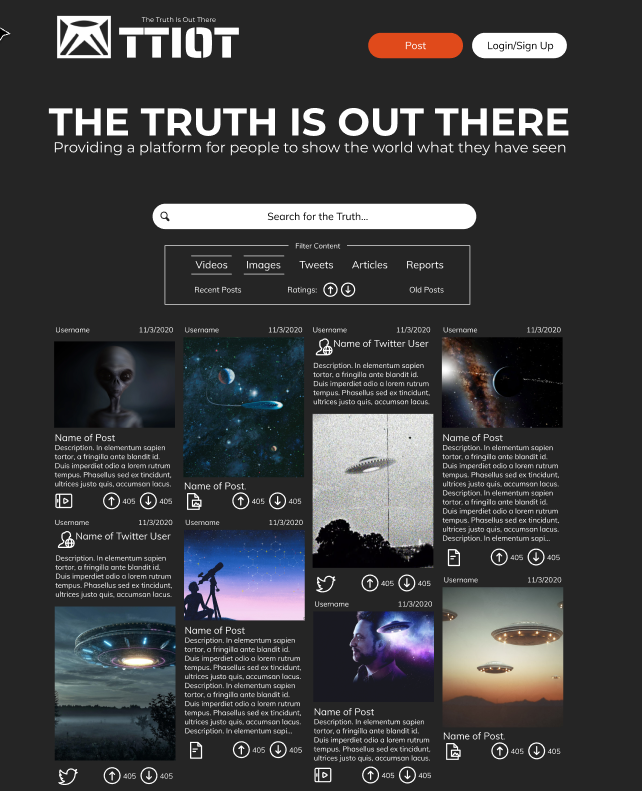 The Truth Is Out There
TTIOT
Post
Login/Sign Up
THE TRUTH IS OUT THERE
Providing a platform for people to show the world what they have seen
Search for the Truth...
Filter Content
Videos Images Tweets Articles Reports
Recent Posts Ratings: Old Posts
Username 11/3/2020
Name of Post
Description. In elementum sapien
tortor, a fringilla ante blandit id.
Duis imperdiet odio a lorem rutrum
tempus. Phasellus sed ex tincidunt,
ultrices justo quis, accumsan lacus.
405 405
Username 11/3/2020
Name of Twitter User
Description. In elementum sapien
tortor, a fringilla ante blandit id.
Duis imperdiet odio a lorem rutrum
tempus. Phasellus sed ex tincidunt,
ultrices justo quis, accumsan lacus.
405 405
Username 11/3/2020
Name of Post.
405 405
Username 11/3/2020
Name of Post
Description. In elementum sapien
tortor, a fringilla ante blandit id.
Duis imperdiet odio a lorem rutrum
tempus. Phasellus sed ex tincidunt,
ultrices justo quis, accumsan lacus.
Description. In elementum sapien
tortor, a fringilla ante blandit id.
Duis imperdiet odio a lorem rutrum
tempus. Phasellus sed ex tincidunt,
ultrices justo quis, accumsan lacus.
Description. In elementum sapi...
405 405
Username 11/3/2020
Name of Twitter User
Description. In elementum sapien
tortor, a fringilla ante blandit id.
Duis imperdiet odio a lorem rutrum
tempus. Phasellus sed ex tincidunt,
ultrices justo quis, accumsan lacus.
405 405
Username 11/3/2020
Name of Post
Description. In elementum sapien
tortor, a fringilla ante blandit id.
Duis imperdiet odio a lorem rutrum
tempus. Phasellus sed ex tincidunt,
ultrices justo quis, accumsan lacus.
405 405
Username 11/3/2020
Name of Post
Description. In elementum sapien
tortor, a fringilla ante blandit id.
Duis imperdiet odio a lorem rutrum
tempus. Phasellus sed ex tincidunt,
ultrices justo quis, accumsan lacus.
Description. In elementum sapien
tortor, a fringilla ante blandit id.
Duis imperdiet odio a lorem rutrum
tempus. Phasellus sed ex tincidunt,
ultrices justo quis, accumsan lacus.
Description. In elementum sapi...
405 405
Username 11/3/2020
Name of Post.
405 405